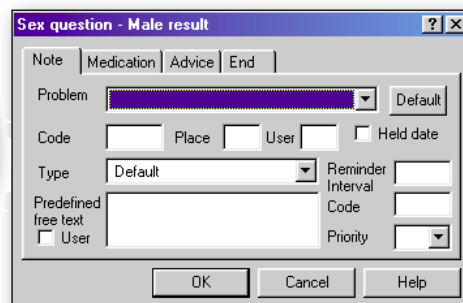 Sex question - Male result
Note Medication Advice End
Problem Default
Code Place User Held date
Type Default Reminder Interval
Predefined free text Code
User Priority
OK Cancel Help